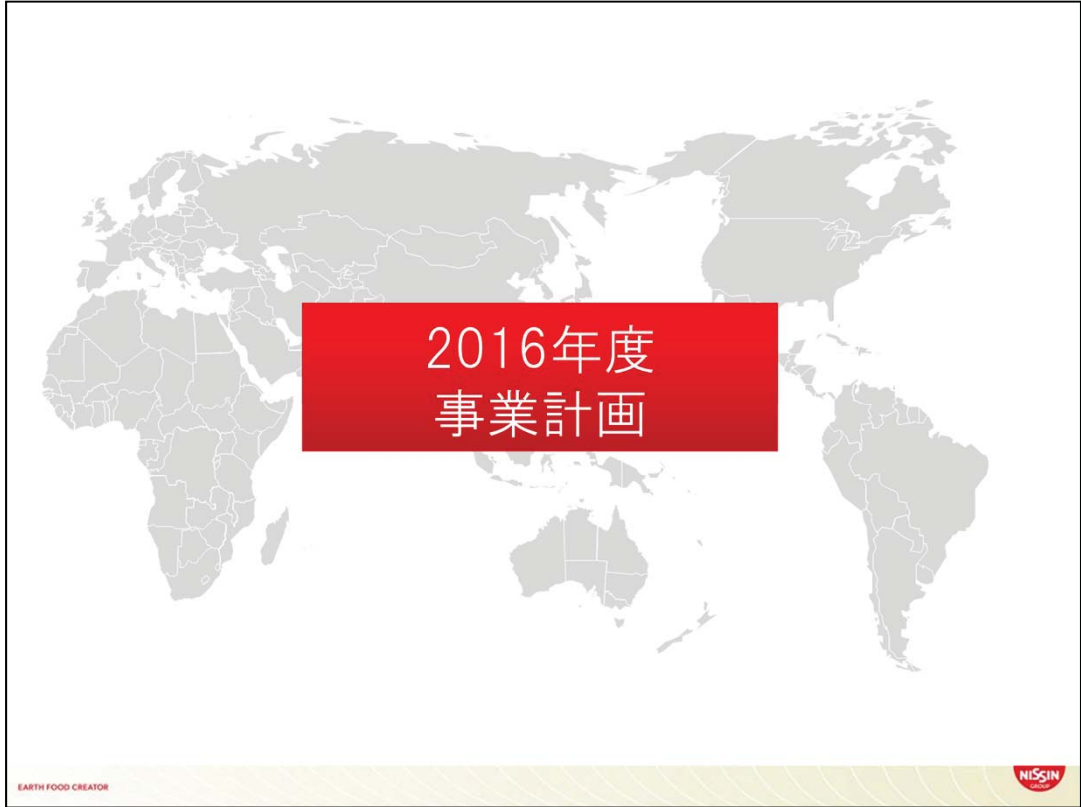 2016年度
事業計画
EARTH FOOD CREATOR
NISSIN
GROUP